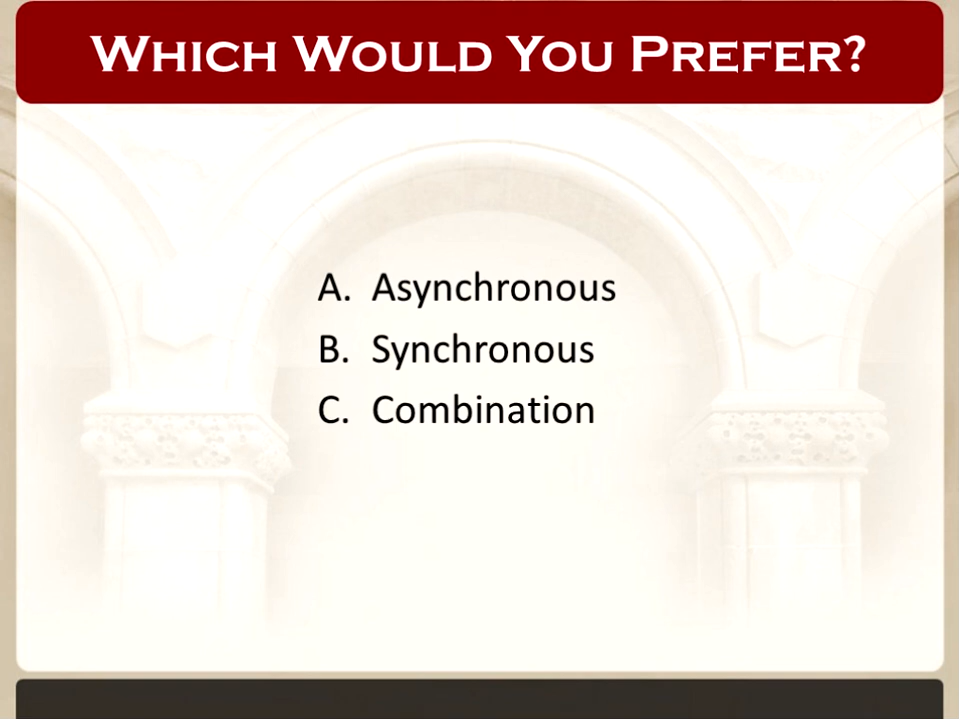 Which Would You Prefer?
A. Asynchronous
B. Synchronous
C. Combination